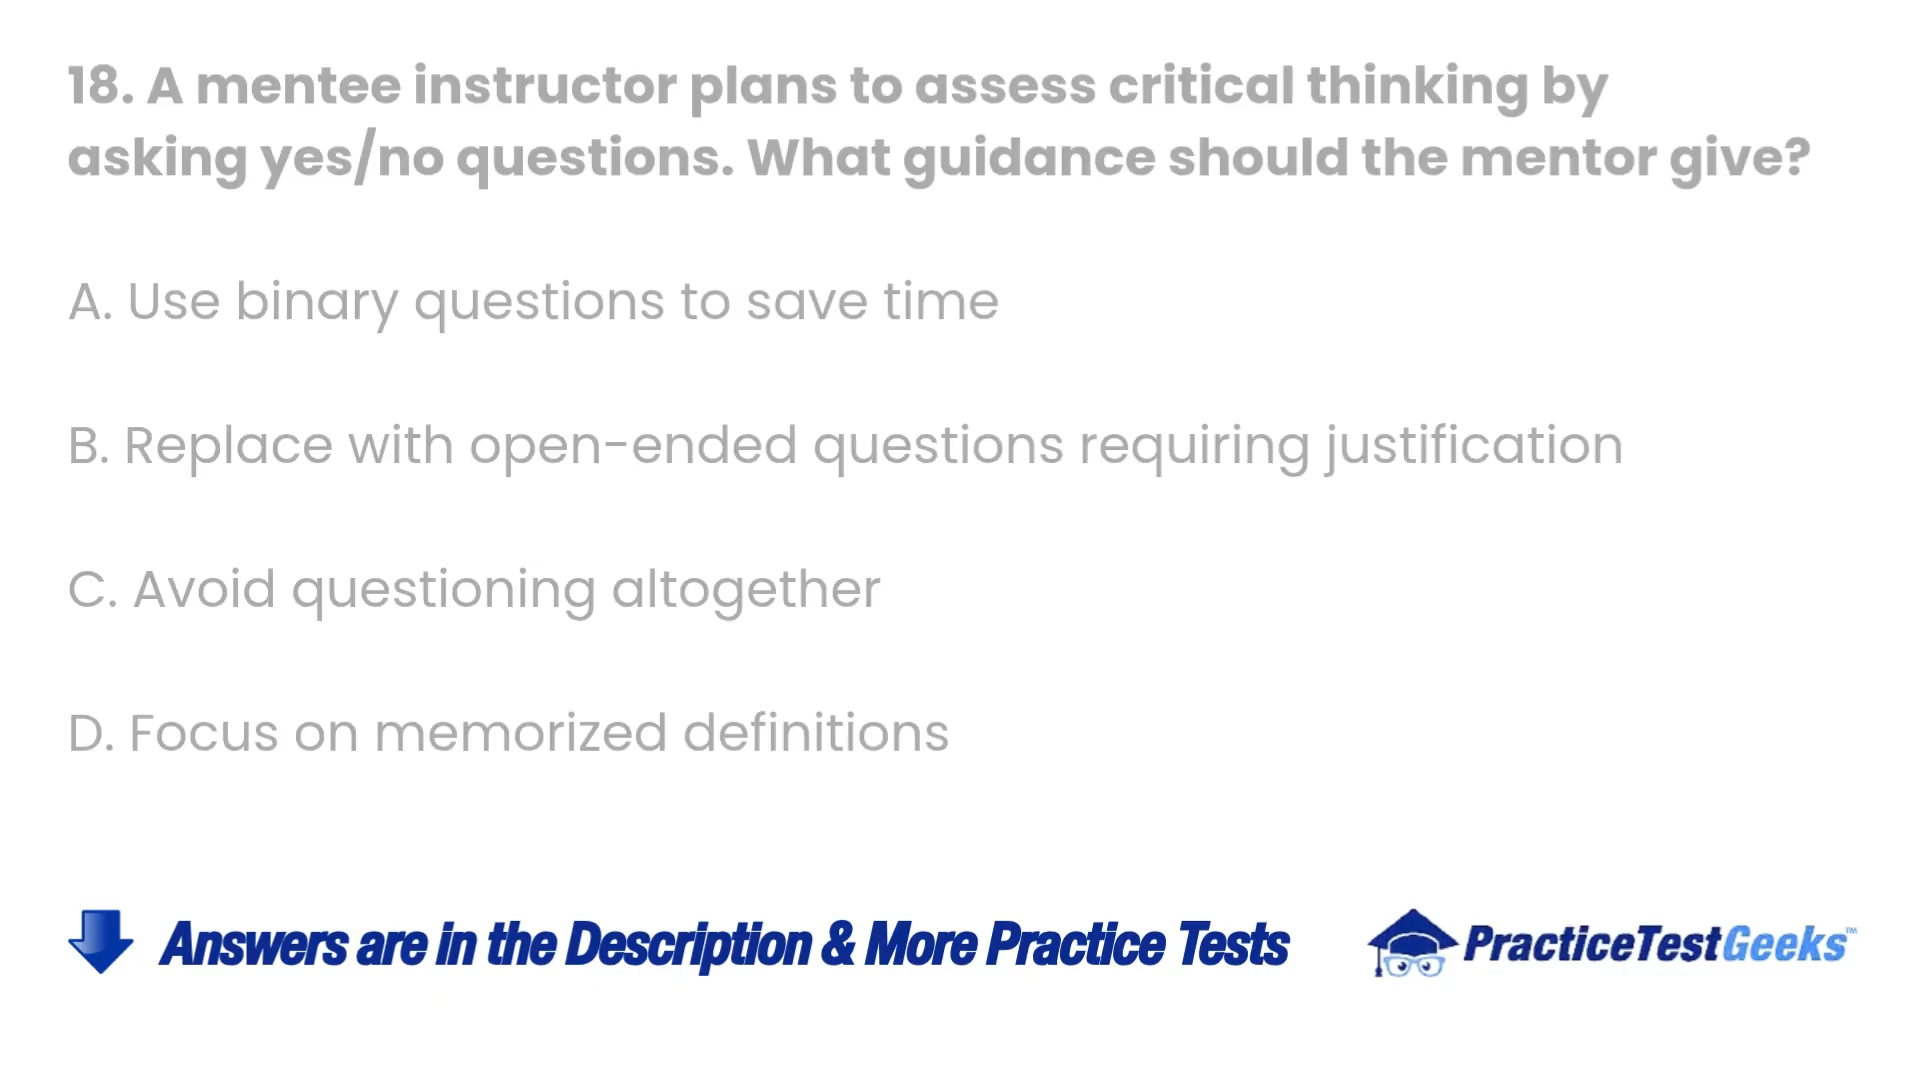 18. A mentee instructor plans to assess critical thinking by
asking yes/no questions. What guidance should the mentor give?
A. Use binary questions to save time
B. Replace with open-ended questions requiring justification
C. Avoid questioning altogether
D. Focus on memorized definitions
Answers are in the Description & More Practice Tests
PracticeTestGeeks™